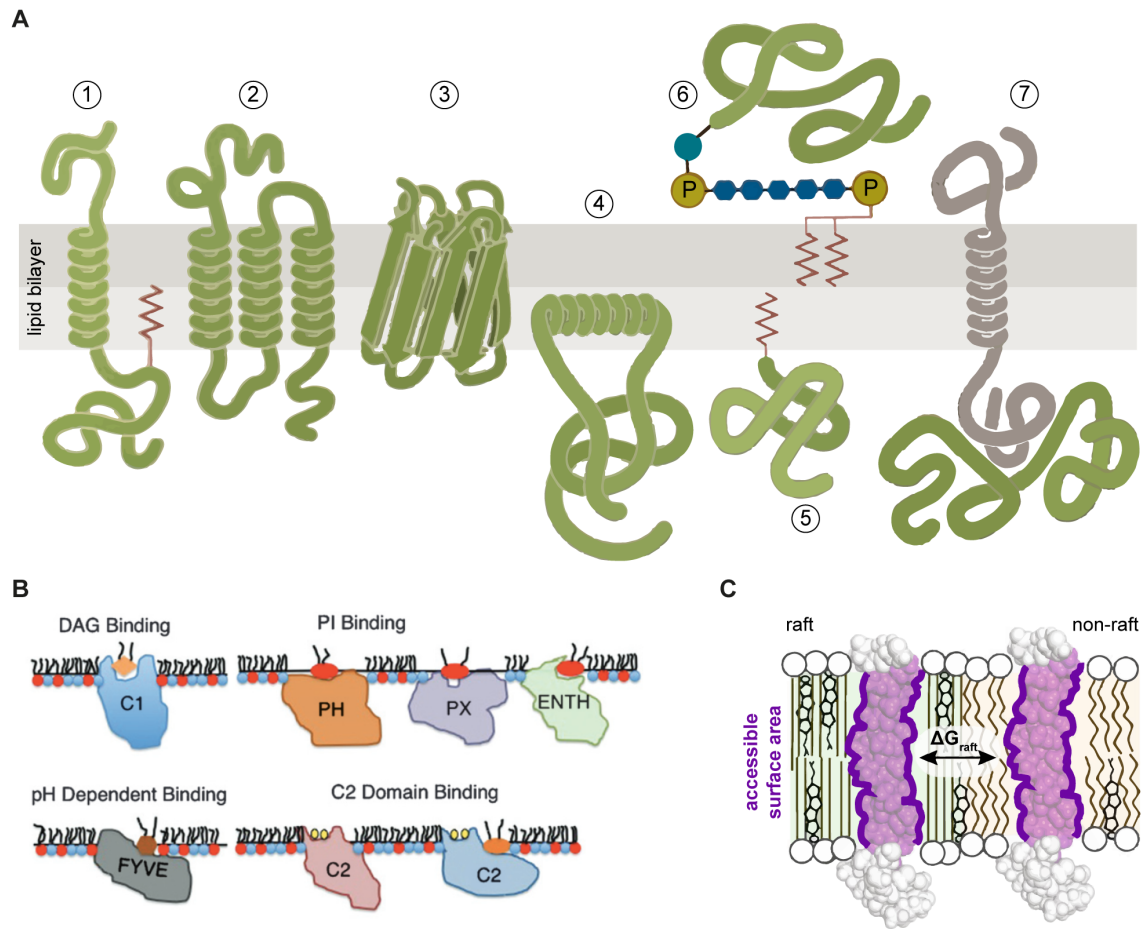 A
1
2
3
4
5
6
7
P
P
lipid bilayer
B
DAG Binding
PI Binding
C1
PH
PX
ENTH
pH Dependent Binding
C2 Domain Binding
FYVE
C2
C2
C
raft
non-raft
ΔGraft
accessible
surface area